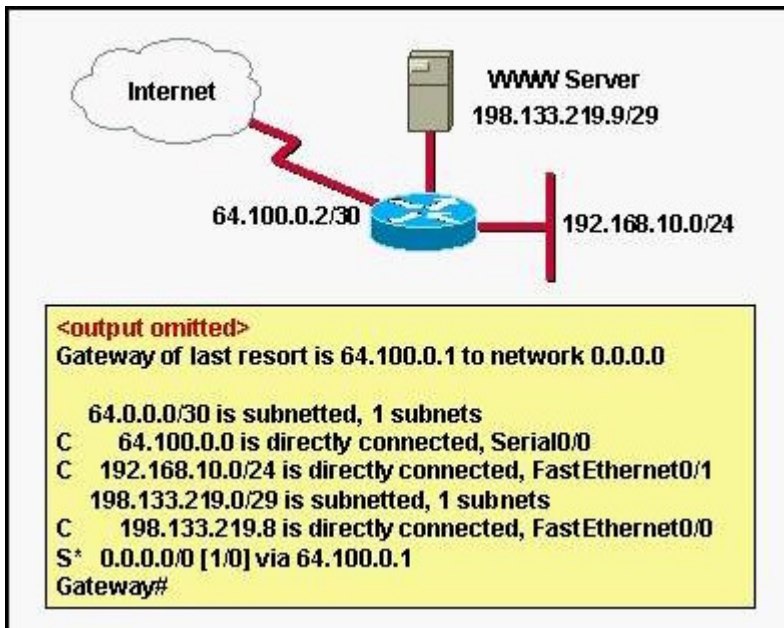 Internet
WWW Server
198.133.219.9/29
64.100.0.2/30
192.168.10.0/24
<output omitted>
Gateway of last resort is 64.100.0.1 to network 0.0.0.0
64.0.0.0/30 is subnetted, 1 subnets
C 64.100.0.0 is directly connected, Serial0/0
C 192.168.10.0/24 is directly connected, FastEthernet0/1
198.133.219.0/29 is subnetted, 1 subnets
C 198.133.219.8 is directly connected, FastEthernet0/0
S* 0.0.0.0/0 [1/0] via 64.100.0.1
Gateway#